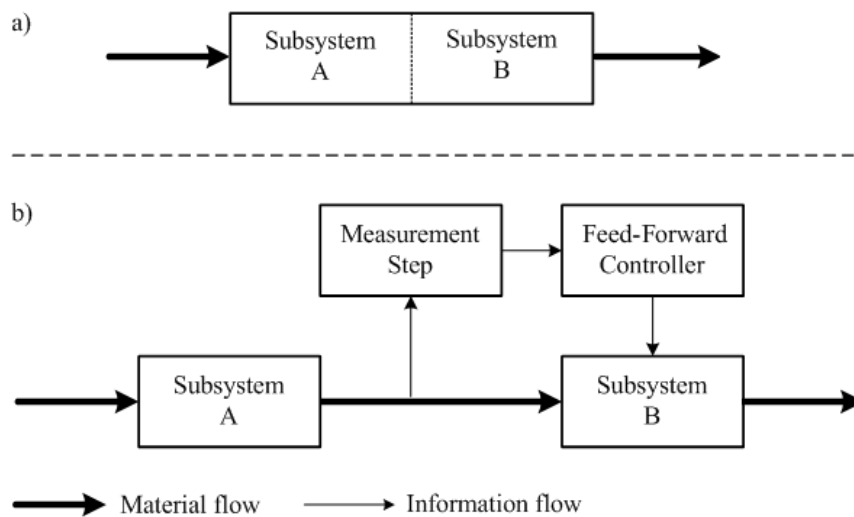 a)
Subsystem
A
Subsystem
B
b)
Measurement
Step
Feed-Forward
Controller
Subsystem
A
Subsystem
B
Material flow
Information flow